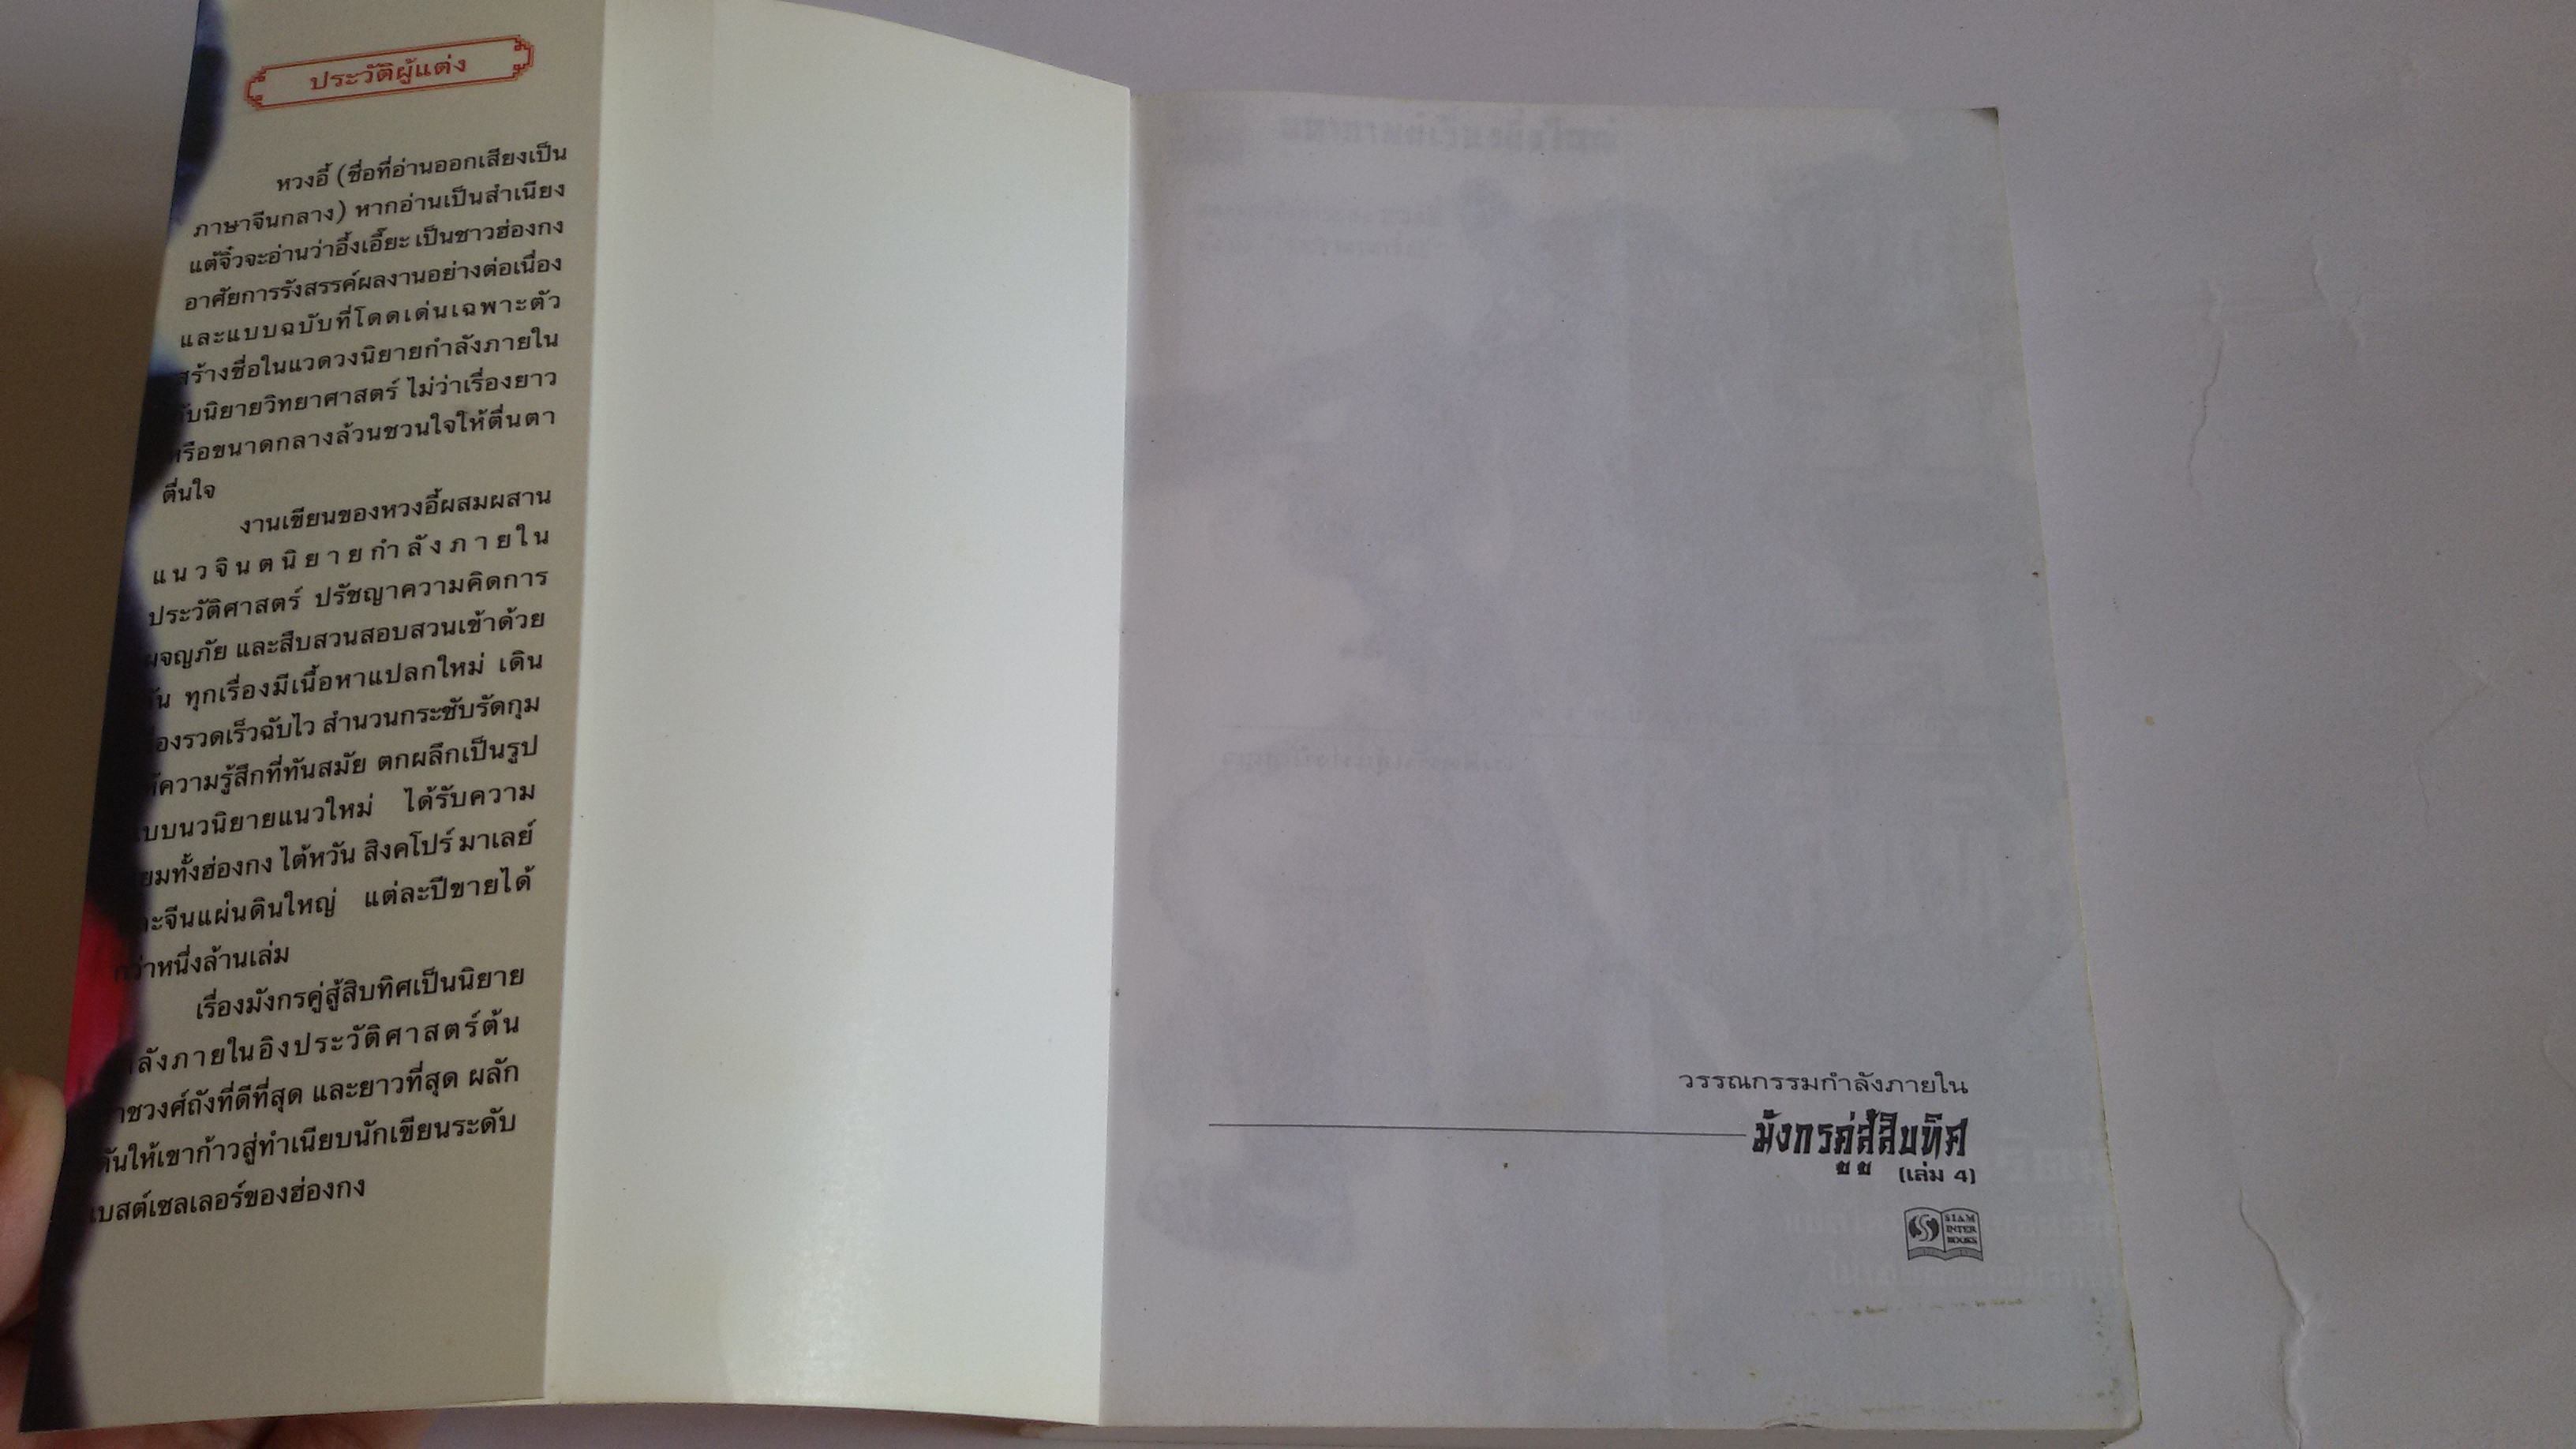 ประวัติผู้แต่ง
หวงอี้ (ชื่อที่อ่านออกเสียงเป็น
ภาษาจีนกลาง) หากอ่านเป็นสำเนียง
แต้จิ๋วจะอ่านว่าอึ้งเอี๊ยะ เป็นชาวฮ่องกง
อาศัยการรังสรรค์ผลงานอย่างต่อเนื่อง
และแบบฉบับที่โดดเด่นเฉพาะตัว
สร้างชื่อในแวดวงนิยายกำลังภายใน
กับนิยายวิทยาศาสตร์ ไม่ว่าเรื่องยาว
หรือขนาดกลางล้วนชวนใจให้ตื่นตา
ตื่นใจ
งานเขียนของหวงอี้ผสมผสาน
แนวจินตนิยายกำลังภายใน
ประวัติศาสตร์ ปรัชญาความคิดการ
ผจญภัย และสืบสวนสอบสวนเข้าด้วย
กัน ทุกเรื่องมีเนื้อหาแปลกใหม่ เดิน
เรื่องรวดเร็วฉับไว สำนวนกระชับรัดกุม
ให้ความรู้สึกที่ทันสมัย ตกผลึกเป็นรูป
แบบนวนิยายแนวใหม่ ได้รับความ
นิยมทั้งฮ่องกง ไต้หวัน สิงคโปร์ มาเลย์
และจีนแผ่นดินใหญ่ แต่ละปีขายได้
กว่าหนึ่งล้านเล่ม
เรื่องมังกรคู่สู้สิบทิศเป็นนิยาย
กำลังภายในอิงประวัติศาสตร์ต้น
ราชวงศ์ถังที่ดีที่สุด และยาวที่สุด ผลัก
ดันให้เขาก้าวสู่ทำเนียบนักเขียนระดับ
เบสต์เซลเลอร์ของฮ่องกง
วรรณกรรมกำลังภายใน
มังกรคู่สู้สิบทิศ
(เล่ม 4)
SIAM
INTER
BOOKS